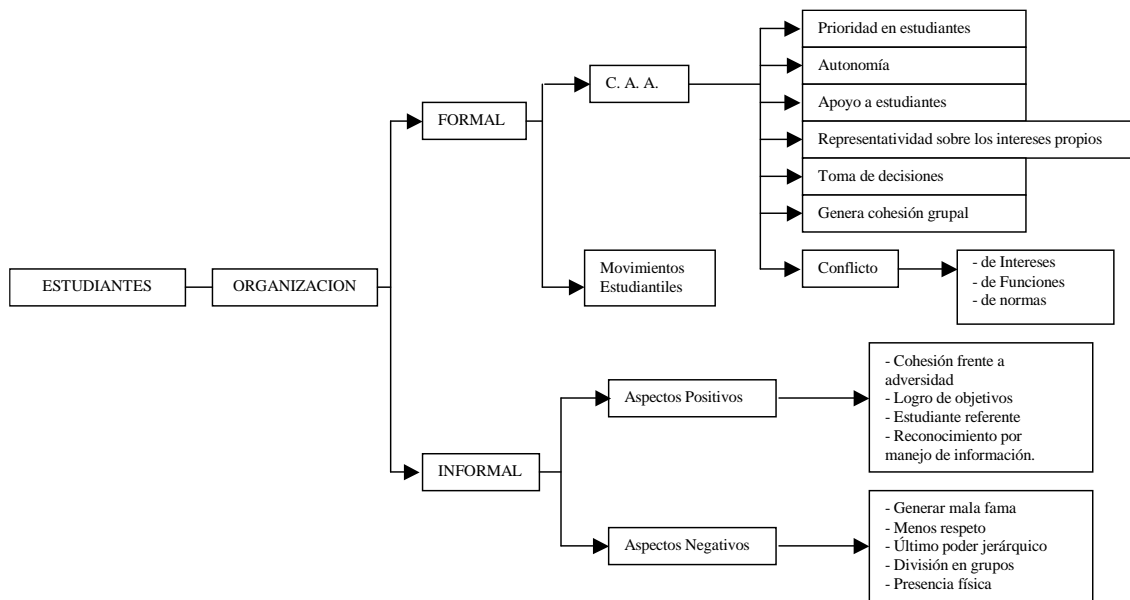 ESTUDIANTES
ORGANIZACION
FORMAL
C. A. A.
Prioridad en estudiantes
Autonomía
Apoyo a estudiantes
Representatividad sobre los intereses propios
Toma de decisiones
Genera cohesión grupal
Conflicto
- de Intereses
- de Funciones
- de normas
Movimientos
Estudiantiles
INFORMAL
Aspectos Positivos
- Cohesión frente a
adversidad
- Logro de objetivos
- Estudiante referente
- Reconocimiento por
manejo de información.
Aspectos Negativos
- Generar mala fama
- Menos respeto
- Último poder jerárquico
- División en grupos
- Presencia física